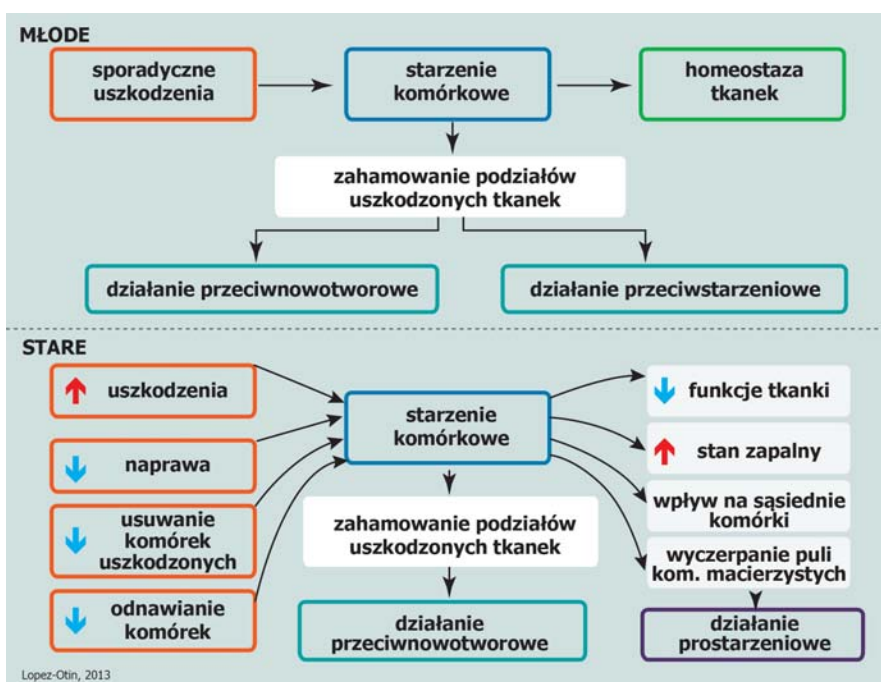 MŁODE
sporadyczne
uszkodzenia
starzenie
komórkowe
homeostaza
tkanek
zahamowanie podziałów
uszkodzonych tkanek
działanie przeciwnowotworowe
działanie przeciwstarzeniowe
STARE
uszkodzenia
naprawa
usuwanie
komórek
uszkodzonych
odnawianie
komórek
starzenie
komórkowe
zahamowanie podziałów
uszkodzonych tkanek
działanie
przeciwnowotworowe
funkcje tkanki
stan zapalny
wpływ na sąsiednie
komórki
wyczerpanie puli
kom. macierzystych
działanie
prostarzeniowe
Lopez-Otin, 2013